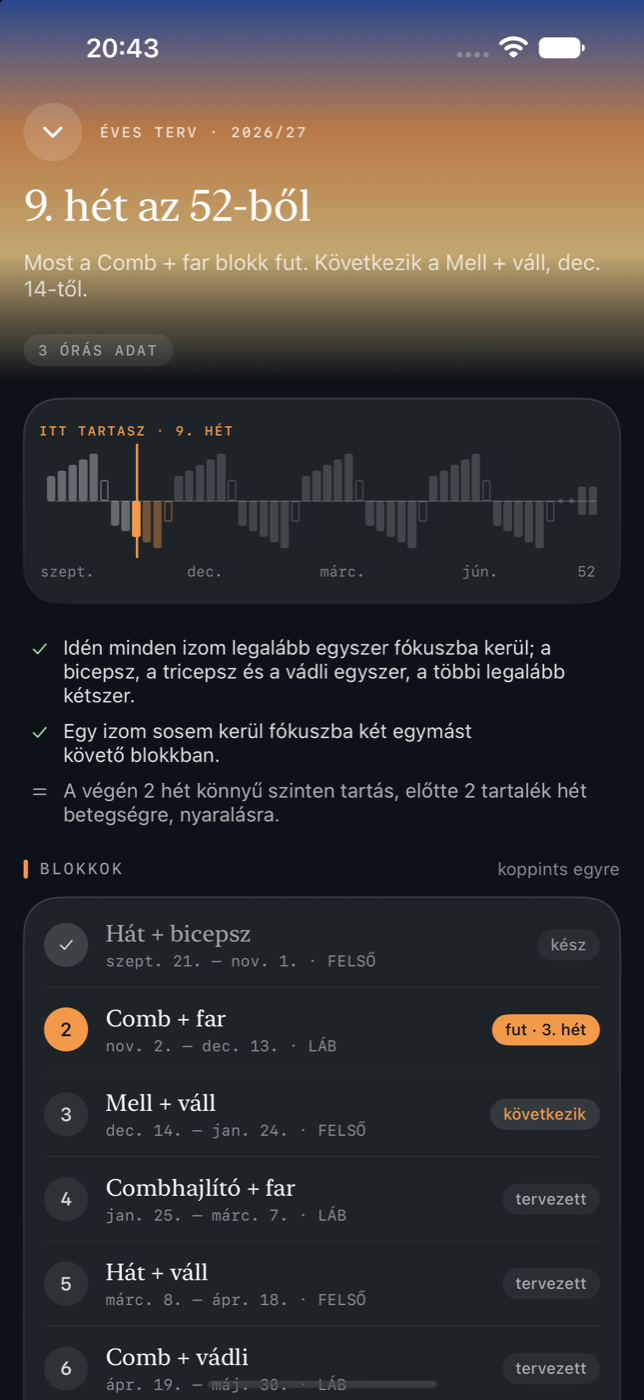 20:43
ÉVES TERV · 2026/27
9. hét az 52-ből
Most a Comb + far blokk fut. Következik a Mell + váll, dec.
14-től.
3 ÓRÁS ADAT
ITT TARTASZ · 9. HÉT
szept. dec. márc. jún. 52
Idén minden izom legalább egyszer fókuszba kerül; a
bicepsz, a tricepsz és a vádli egyszer, a többi legalább
kétszer.
Egy izom sosem kerül fókuszba két egymást
követő blokkban.
= A végén 2 hét könnyű szinten tartás, előtte 2 tartalék hét
betegségre, nyaralásra.
BLOKKOK koppints egyre
Hát + bicepsz kész
szept. 21. — nov. 1. · FELSŐ
2 Comb + far fut · 3. hét
nov. 2. — dec. 13. · LÁB
3 Mell + váll következik
dec. 14. — jan. 24. · FELSŐ
4 Combhajlító + far tervezett
jan. 25. — márc. 7. · LÁB
5 Hát + váll tervezett
márc. 8. — ápr. 18. · FELSŐ
6 Comb + vádli tervezett
ápr. 19. — máj. 30. · LÁB